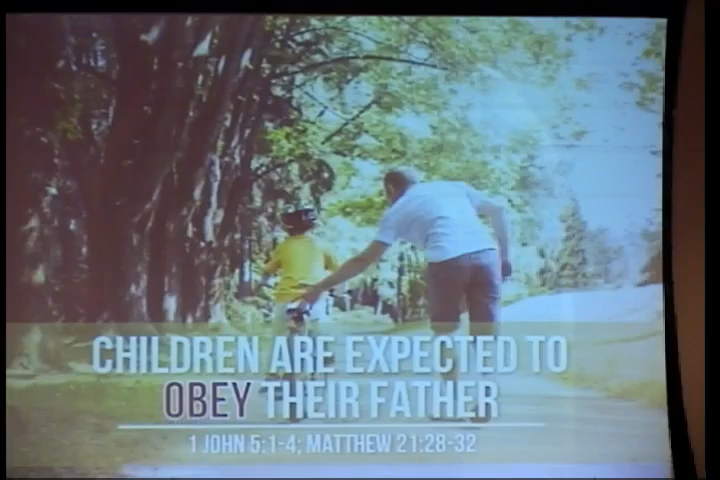 CHILDREN ARE EXPECTED TO
OBEY THEIR FATHER
1 JOHN 5:1-4; MATTHEW 21:28-32